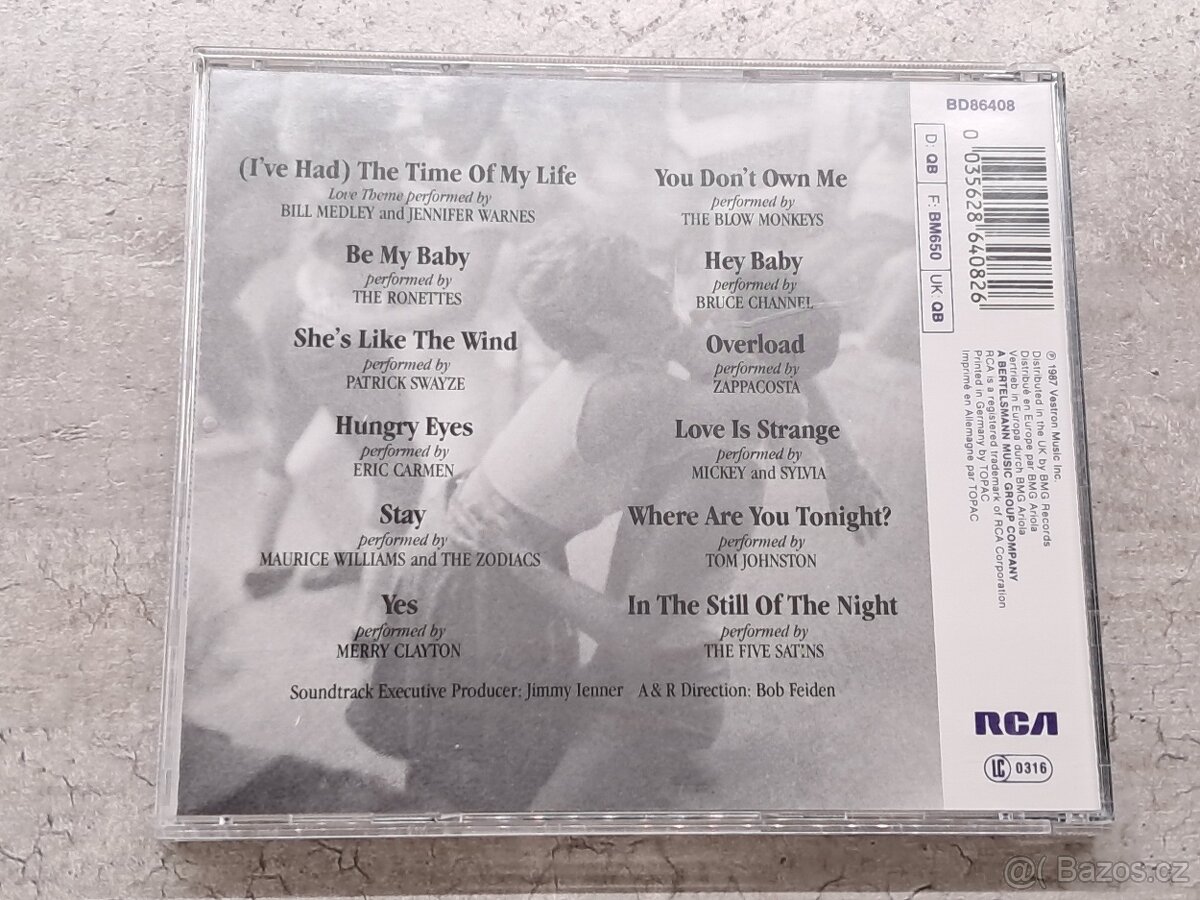 (I've Had) The Time Of My Life
Love Theme performed by
BILL MEDLEY and JENNIFER WARNES
Be My Baby
performed by
THE RONETTES
She's Like The Wind
performed by
PATRICK SWAYZE
Hungry Eyes
performed by
ERIC CARMEN
Stay
performed by
MAURICE WILLIAMS and THE ZODIACS
Yes
performed by
MERRY CLAYTON
You Don't Own Me
performed by
THE BLOW MONKEYS
Hey Baby
performed by
BRUCE CHANNEL
Overload
performed by
ZAPPACOSTA
Love Is Strange
performed by
MICKEY and SYLVIA
Where Are You Tonight?
performed by
TOM JOHNSTON
In The Still Of The Night
performed by
THE FIVE SATINS
Soundtrack Executive Producer: Jimmy Ienner A & R Direction: Bob Feiden
BD86408
D: QB F: BM650 UK: QB
0 035628 640826
℗ 1987 Vestron Music Inc.
Distributed in the UK by BMG Records
Distribué en Europe par BMG Ariola
Vertrieb in Europa durch BMG Ariola
A BERTELSMANN MUSIC GROUP COMPANY
RCA is a registered trademark of RCA Corporation
Printed in Germany by TOPAC
Imprimé en Allemagne par TOPAC
RCA
LC 0316
@( Bazos.cz